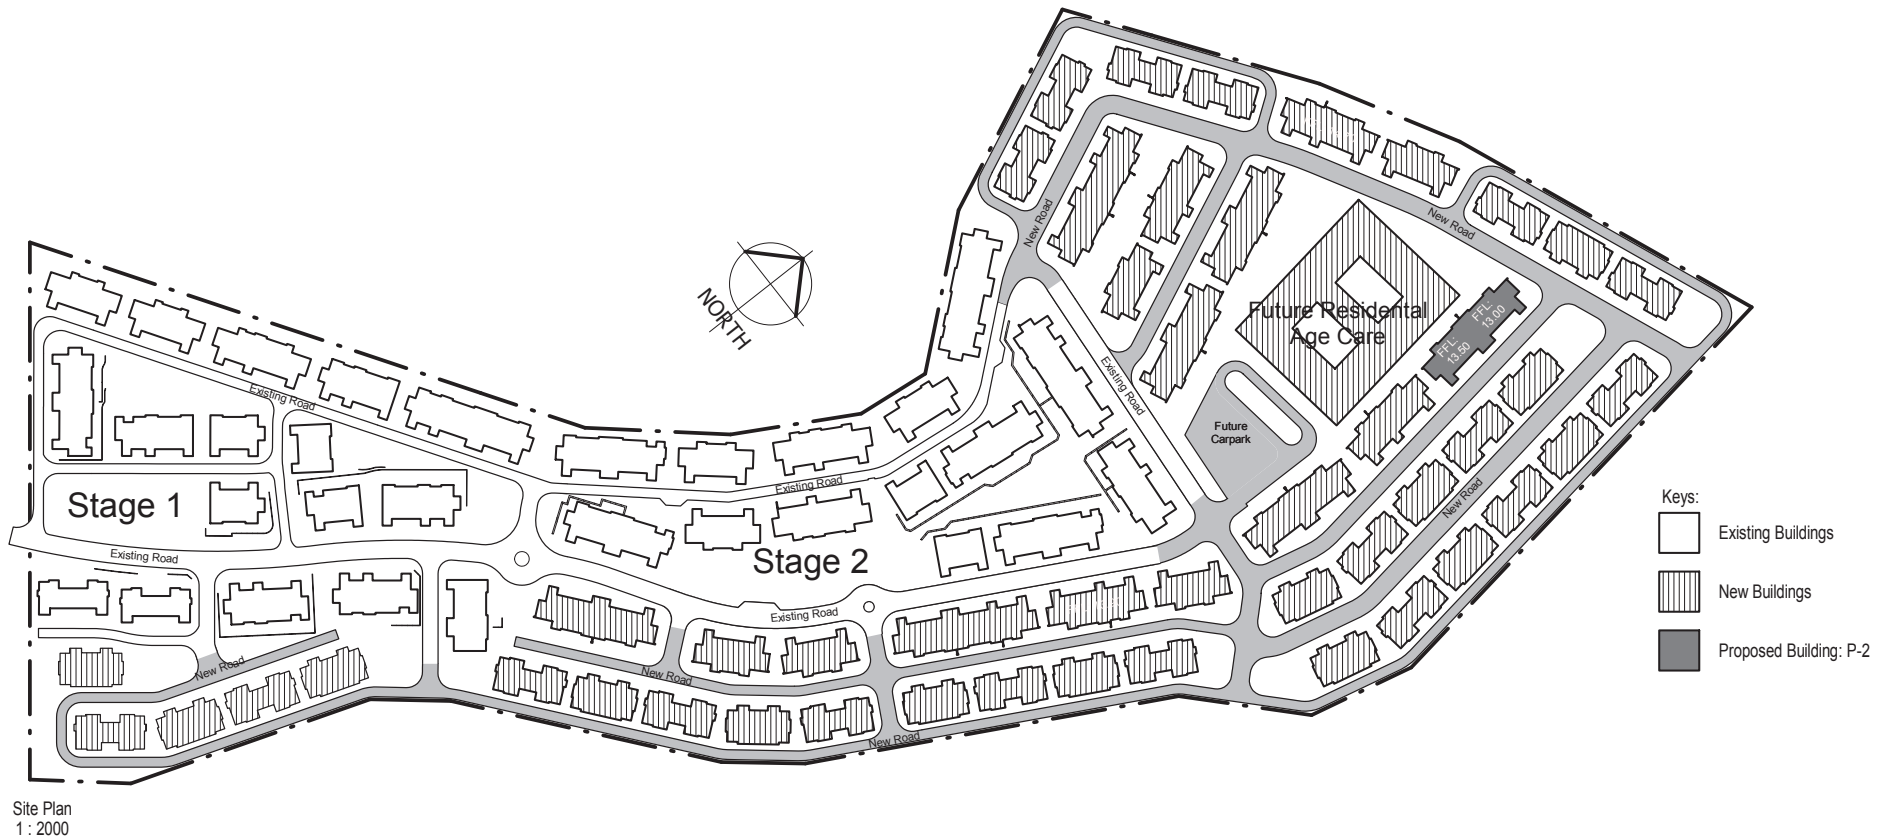 New Road
New Road
NORTH
Future Residental
Age Care
FFL:
13.00
FFL:
13.50
Existing Road
Existing Road
Future
Carpark
Existing Road
Stage 1
New Road
Keys:
Existing Buildings
Existing Road
Stage 2
New Buildings
Existing Road
Proposed Building: P-2
New Road
New Road
New Road
Site Plan
1 : 2000